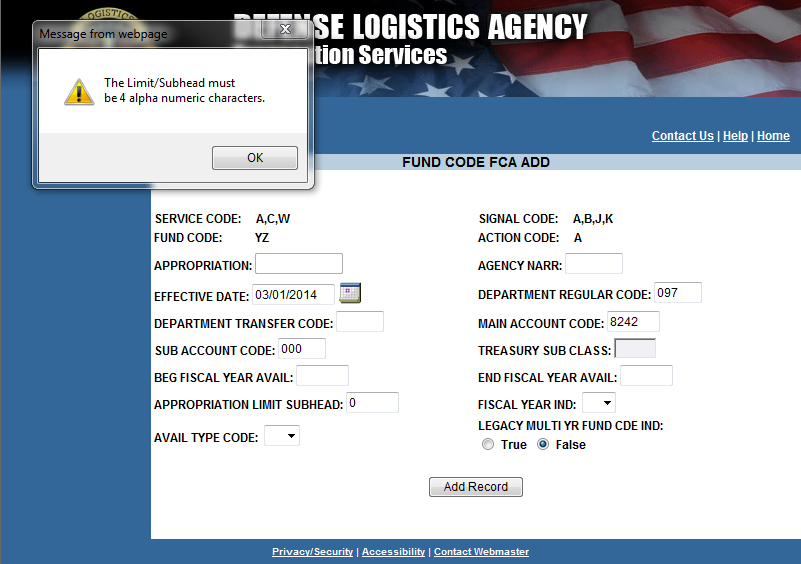 LOGISTICS
DEFENSE LOGISTICS AGENCY
Message from webpage
tion Services
The Limit/Subhead must
be 4 alpha numeric characters.
OK
Contact Us | Help | Home
FUND CODE FCA ADD
SERVICE CODE: A,C,W SIGNAL CODE: A,B,J,K
FUND CODE: YZ ACTION CODE: A
APPROPRIATION: AGENCY NARR:
EFFECTIVE DATE: 03/01/2014 DEPARTMENT REGULAR CODE: 097
DEPARTMENT TRANSFER CODE: MAIN ACCOUNT CODE: 8242
SUB ACCOUNT CODE: 000 TREASURY SUB CLASS:
BEG FISCAL YEAR AVAIL: END FISCAL YEAR AVAIL:
APPROPRIATION LIMIT SUBHEAD: 0 FISCAL YEAR IND:
LEGACY MULTI YR FUND CDE IND:
AVAIL TYPE CODE: True False
Add Record
Privacy/Security | Accessibility | Contact Webmaster